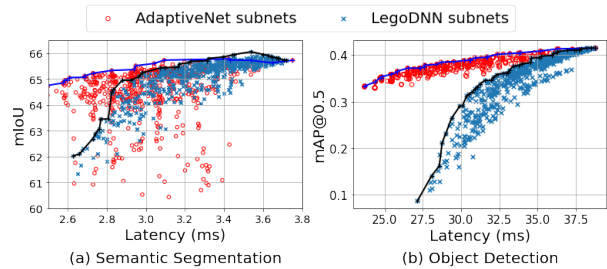 AdaptiveNet subnets
LegoDNN subnets
mIoU
66
65
64
63
62
61
60
2.6 2.8 3.0 3.2 3.4 3.6 3.8
Latency (ms)
(a) Semantic Segmentation
mAP@0.5
0.4
0.3
0.2
0.1
25.0 27.5 30.0 32.5 35.0 37.5
Latency (ms)
(b) Object Detection